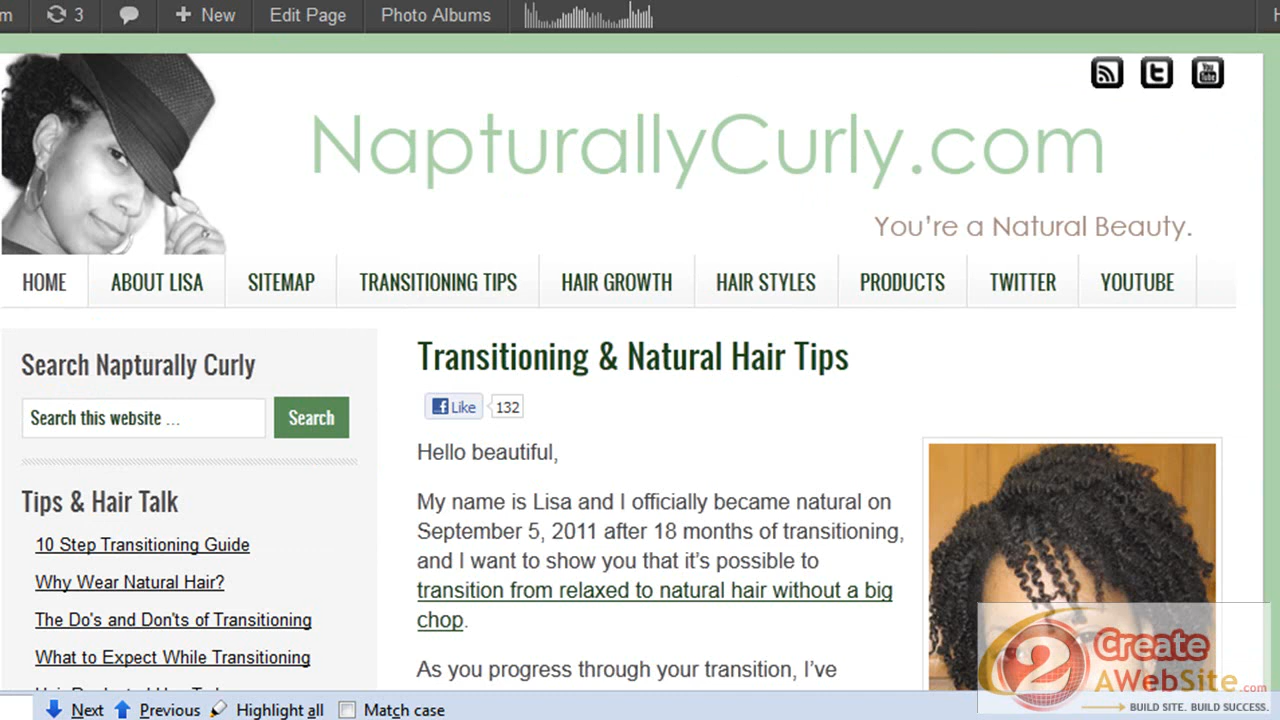 m 3 New Edit Page Photo Albums H
NapturallyCurly.com
You're a Natural Beauty.
HOME ABOUT LISA SITEMAP TRANSITIONING TIPS HAIR GROWTH HAIR STYLES PRODUCTS TWITTER YOUTUBE
Search Napturally Curly
Search this website ... Search
Tips & Hair Talk
10 Step Transitioning Guide
Why Wear Natural Hair?
The Do's and Don'ts of Transitioning
What to Expect While Transitioning
Transitioning & Natural Hair Tips
Like 132
Hello beautiful,
My name is Lisa and I officially became natural on
September 5, 2011 after 18 months of transitioning,
and I want to show you that it's possible to
transition from relaxed to natural hair without a big
chop.
As you progress through your transition, I've
2 Create
AWebSite.com
BUILD SITE. BUILD SUCCESS.
Next Previous Highlight all Match case